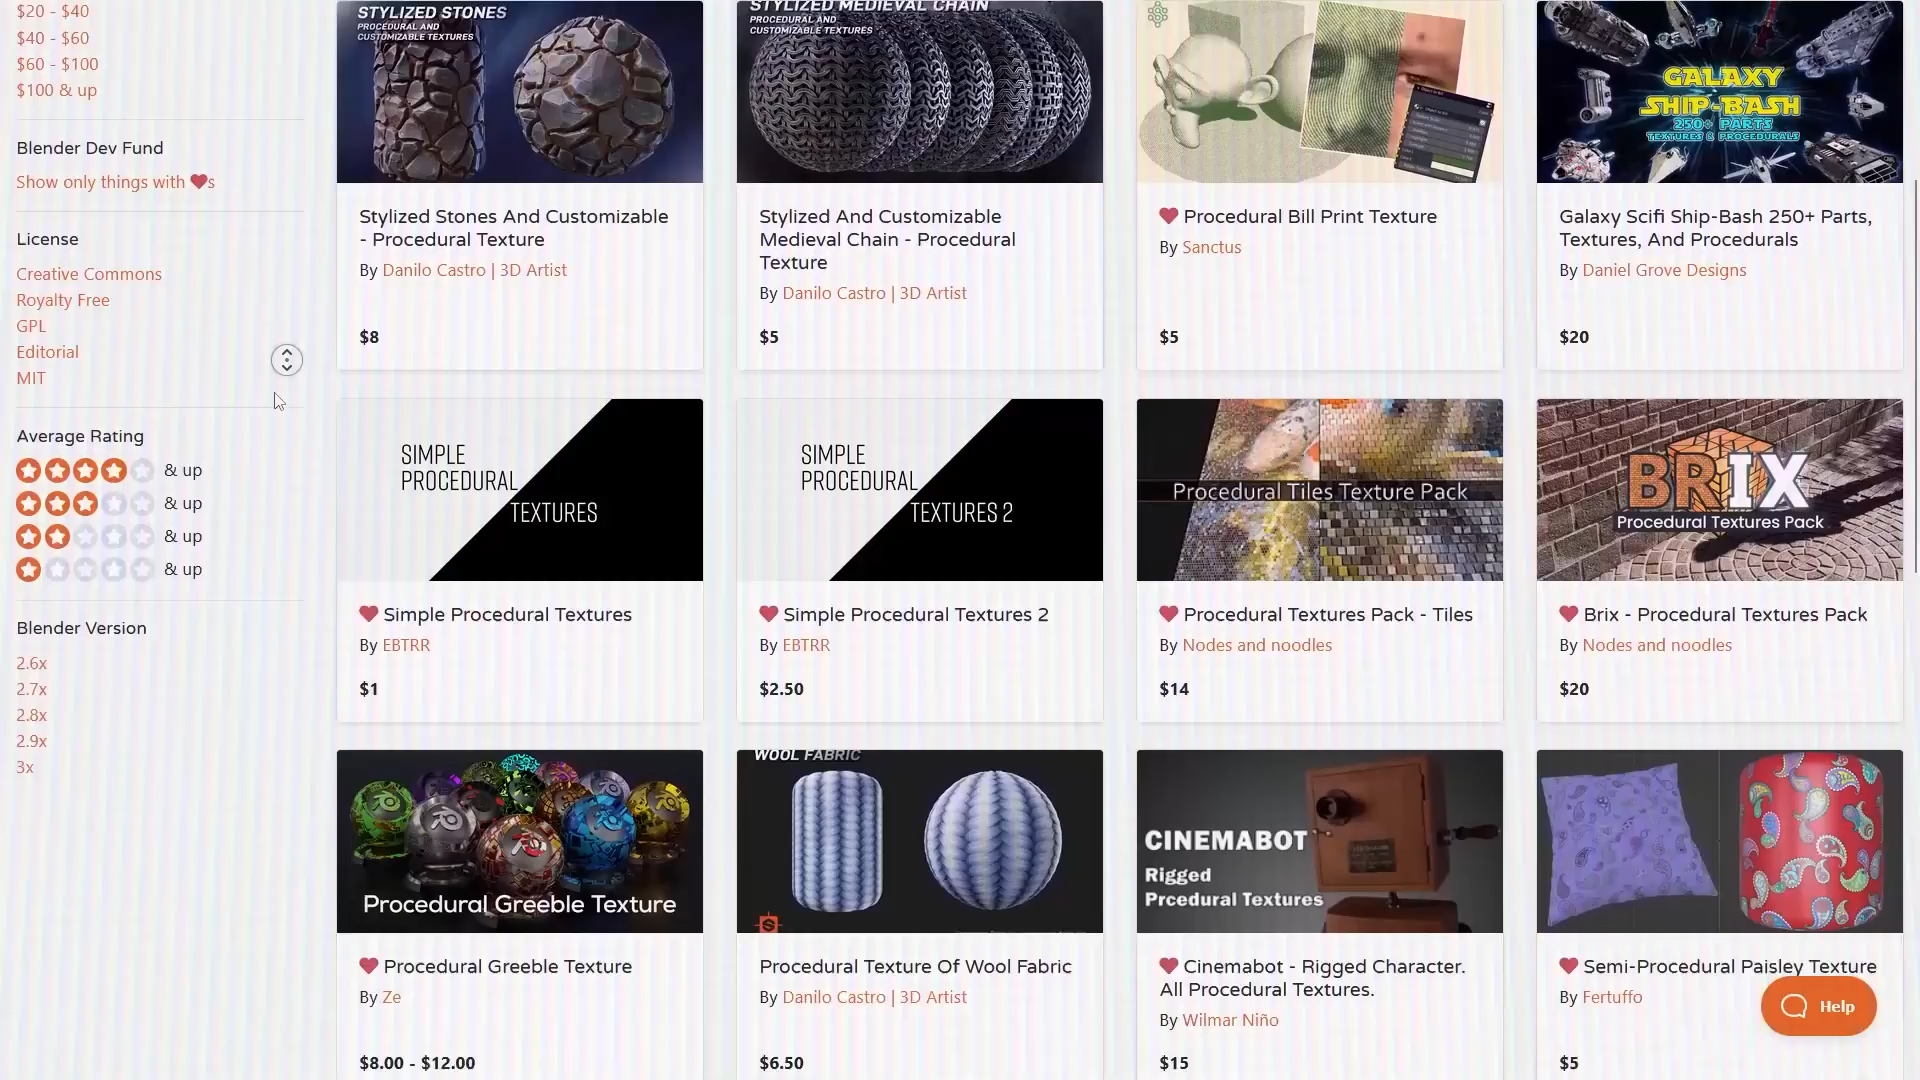 $20 - $40
$40 - $60
$60 - $100
$100 & up
Blender Dev Fund
Show only things with ❤s
License
Creative Commons
Royalty Free
GPL
Editorial
MIT
Average Rating
& up
& up
& up
& up
Blender Version
2.6x
2.7x
2.8x
2.9x
3x
STYLIZED STONES
PROCEDURAL AND
CUSTOMIZABLE TEXTURES
Stylized Stones And Customizable
- Procedural Texture
By Danilo Castro | 3D Artist
$8
STYLIZED MEDIEVAL CHAIN
PROCEDURAL AND
CUSTOMIZABLE TEXTURES
Stylized And Customizable
Medieval Chain - Procedural
Texture
By Danilo Castro | 3D Artist
$5
❤ Procedural Bill Print Texture
By Sanctus
$5
GALAXY
SHIP-BASH
250+ PARTS
TEXTURES & PROCEDURALS
Galaxy Scifi Ship-Bash 250+ Parts,
Textures, And Procedurals
By Daniel Grove Designs
$20
SIMPLE
PROCEDURAL
TEXTURES
❤ Simple Procedural Textures
By EBTRR
$1
SIMPLE
PROCEDURAL
TEXTURES 2
❤ Simple Procedural Textures 2
By EBTRR
$2.50
Procedural Tiles Texture Pack
❤ Procedural Textures Pack - Tiles
By Nodes and noodles
$14
BRIX
Procedural Textures Pack
❤ Brix - Procedural Textures Pack
By Nodes and noodles
$20
Procedural Greeble Texture
❤ Procedural Greeble Texture
By Ze
$8.00 - $12.00
WOOL FABRIC
Procedural Texture Of Wool Fabric
By Danilo Castro | 3D Artist
$6.50
CINEMABOT
Rigged
Prcedural Textures
❤ Cinemabot - Rigged Character.
All Procedural Textures.
By Wilmar Niño
$15
❤ Semi-Procedural Paisley Texture
By Fertuffo
$5
Help